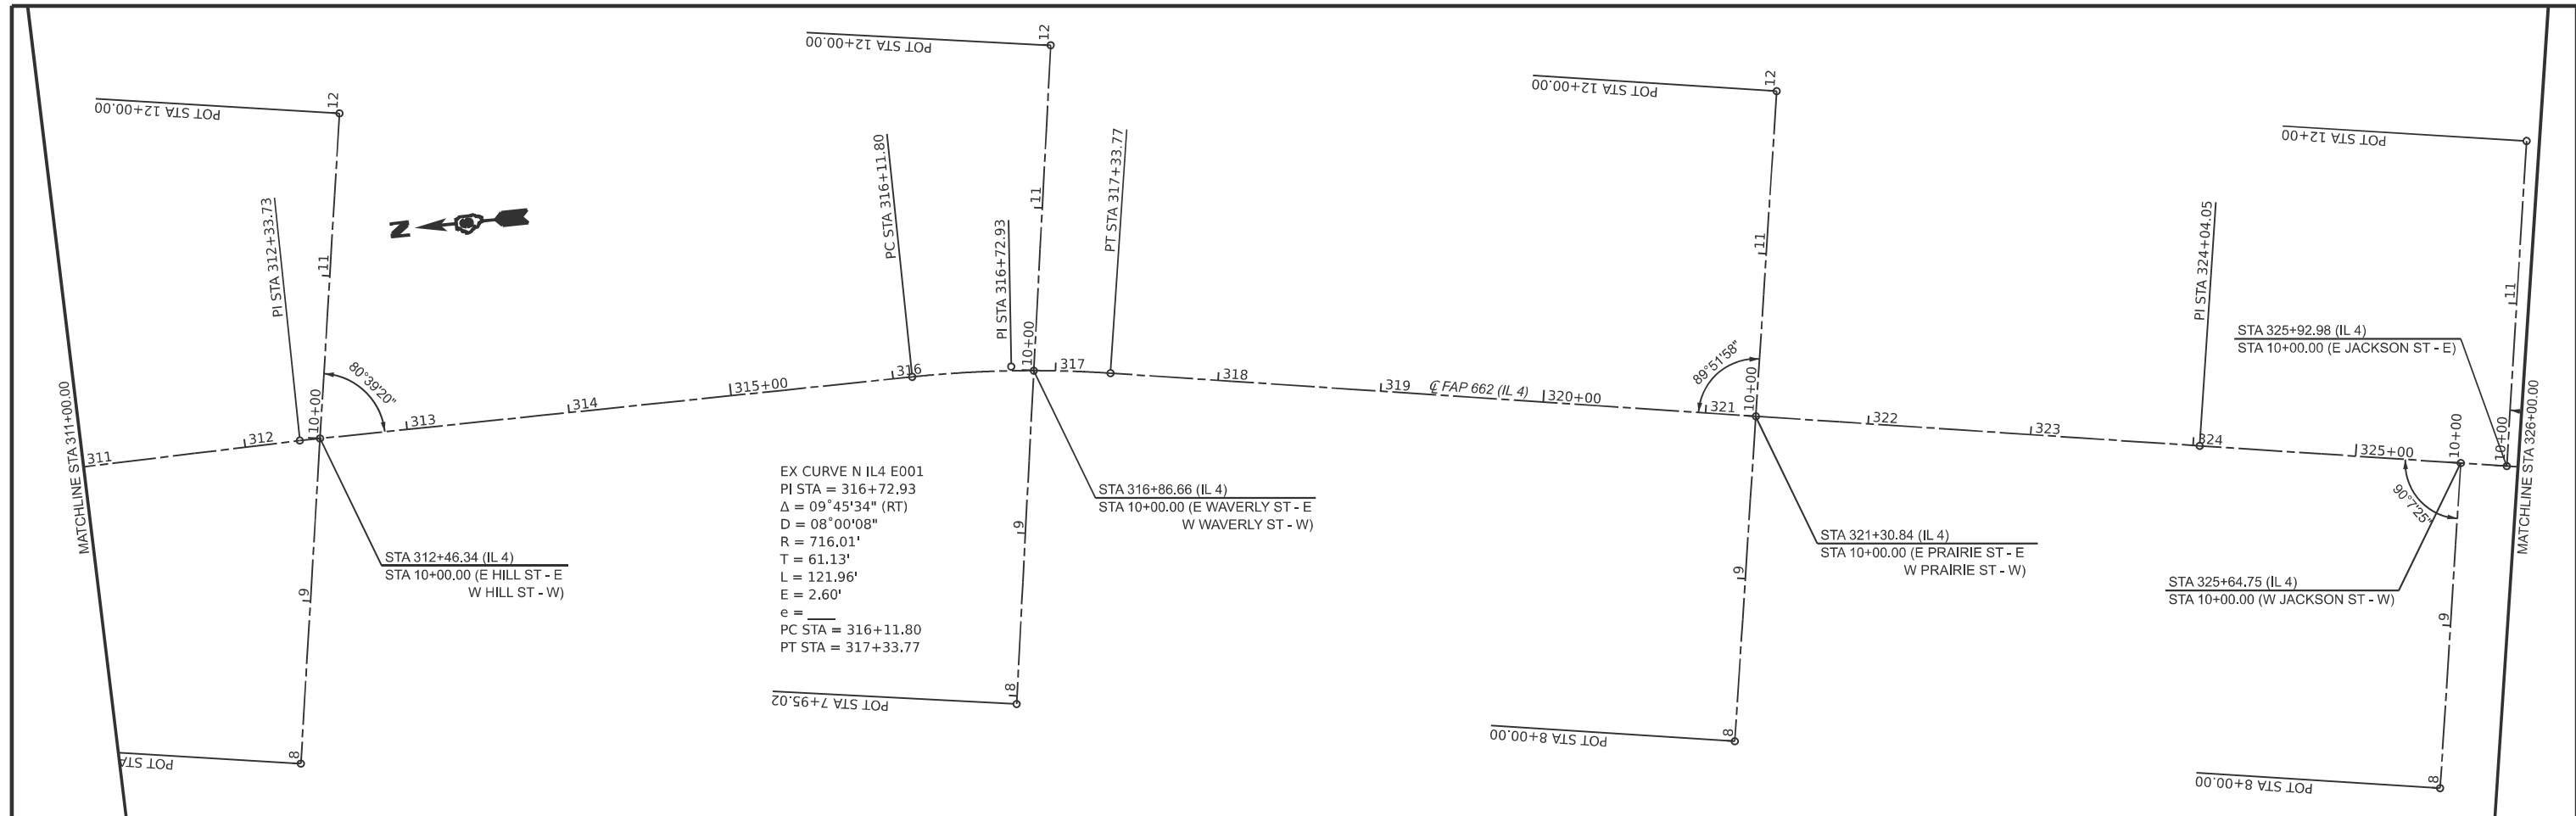 POT STA 12+00.00
12
11
PI STA 312+33.73
10+00
80°39'20"
9
8
POT STA
STA 312+46.34 (IL 4)
STA 10+00.00 (E HILL ST - E
W HILL ST - W)
MATCHLINE STA 311+00.00
311
312
313
314
315+00
316
N
POT STA 12+00.00
12
11
PC STA 316+11.80
PI STA 316+72.93
PT STA 317+33.77
10+00
317
318
319
℄ FAP 662 (IL 4)
320+00
321
EX CURVE N IL4 E001
PI STA = 316+72.93
Δ = 09°45'34" (RT)
D = 08°00'08"
R = 716.01'
T = 61.13'
L = 121.96'
E = 2.60'
e = ____
PC STA = 316+11.80
PT STA = 317+33.77
STA 316+86.66 (IL 4)
STA 10+00.00 (E WAVERLY ST - E
W WAVERLY ST - W)
9
8
POT STA 7+95.02
POT STA 12+00.00
12
11
89°51'58"
10+00
322
323
324
325+00
STA 321+30.84 (IL 4)
STA 10+00.00 (E PRAIRIE ST - E
W PRAIRIE ST - W)
9
8
POT STA 8+00.00
PI STA 324+04.05
POT STA 12+00
11
STA 325+92.98 (IL 4)
STA 10+00.00 (E JACKSON ST - E)
10+00
10+00
90°7'25"
STA 325+64.75 (IL 4)
STA 10+00.00 (W JACKSON ST - W)
9
8
POT STA 8+00.00
MATCHLINE STA 326+00.00